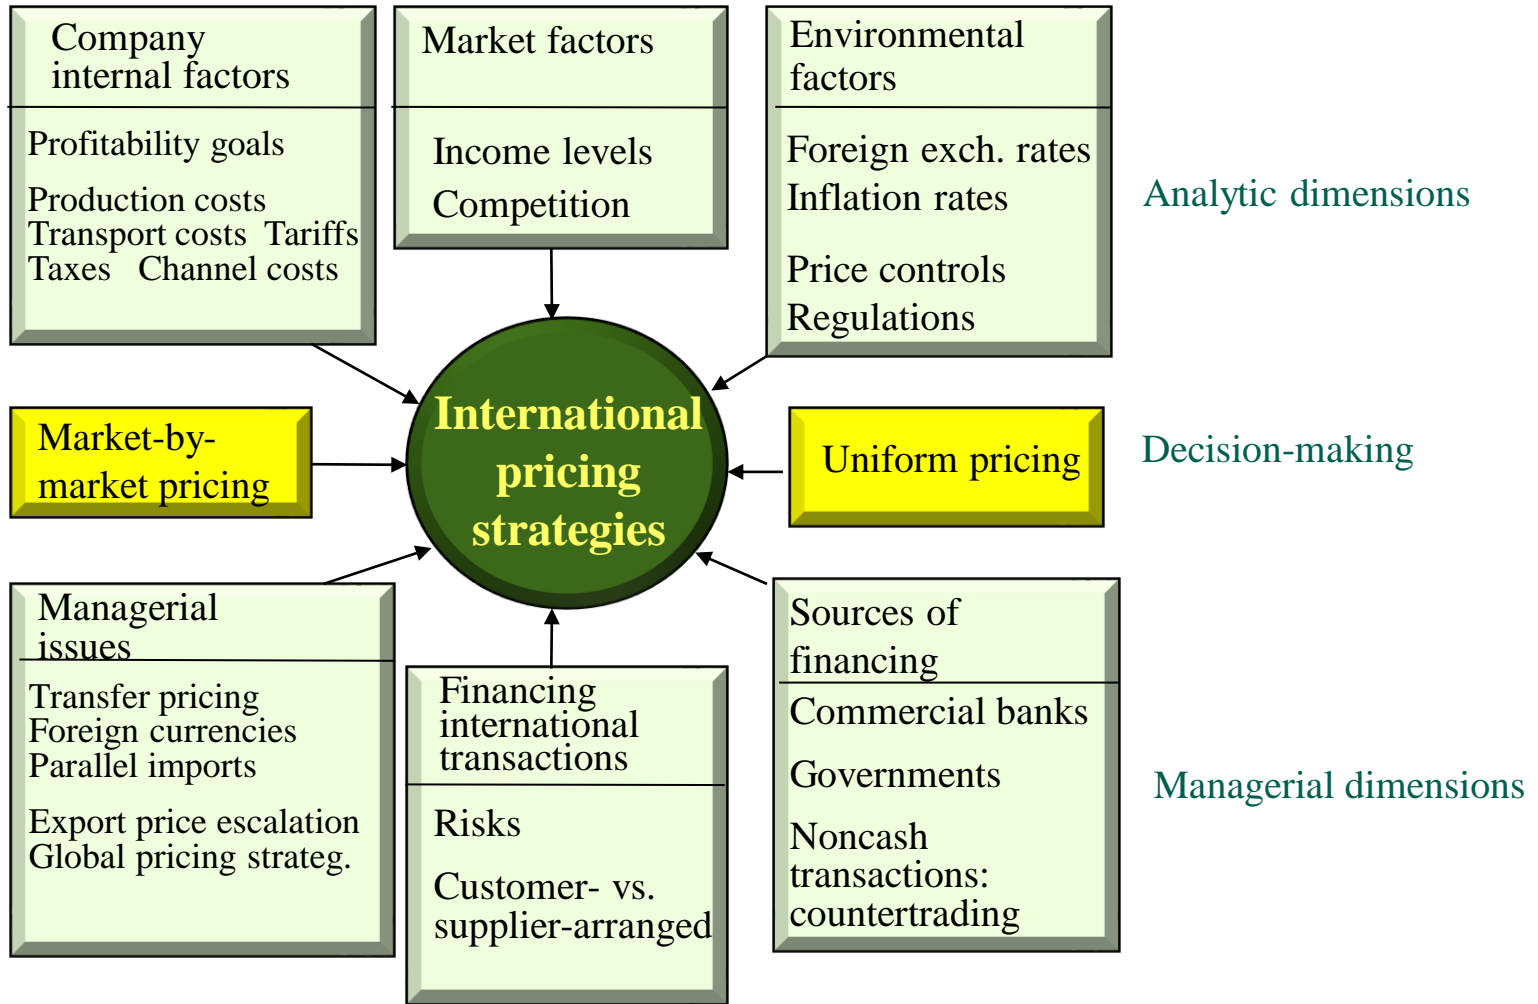 Company
internal factors
Profitability goals
Production costs
Transport costs  Tariffs
Taxes   Channel costs
Market factors
Income levels
Competition
Environmental
factors
Foreign exch. rates
Inflation rates
Price controls
Regulations
Analytic dimensions
Market-by-
market pricing
International
pricing
strategies
Uniform pricing
Decision-making
Managerial
issues
Transfer pricing
Foreign currencies
Parallel imports
Export price escalation
Global pricing strateg.
Financing
international
transactions
Risks
Customer- vs.
supplier-arranged
Sources of
financing
Commercial banks
Governments
Noncash
transactions:
countertrading
Managerial dimensions